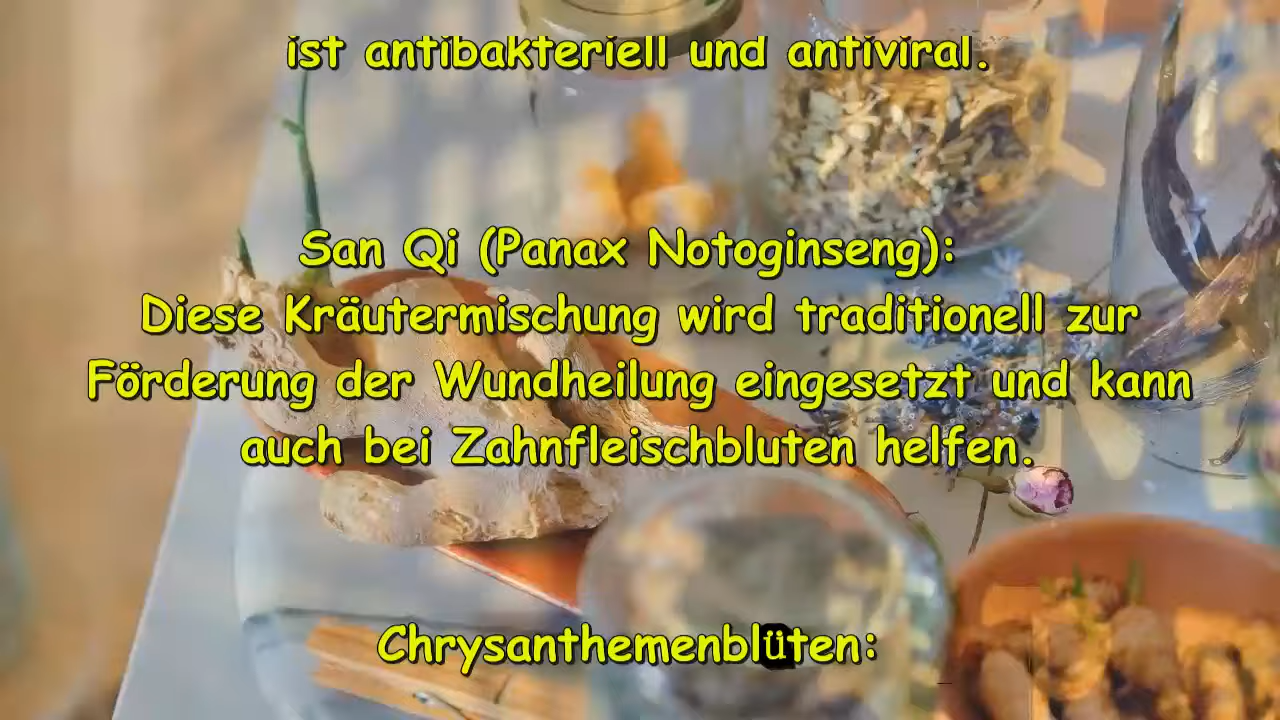 ist antibakteriell und antiviral.
San Qi (Panax Notoginseng):
Diese Kräutermischung wird traditionell zur
Förderung der Wundheilung eingesetzt und kann
auch bei Zahnfleischbluten helfen.
Chrysanthemenblüten: